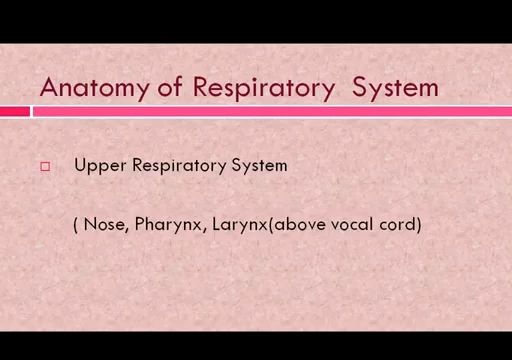 Anatomy of Respiratory System
Upper Respiratory System
( Nose, Pharynx, Larynx(above vocal cord)